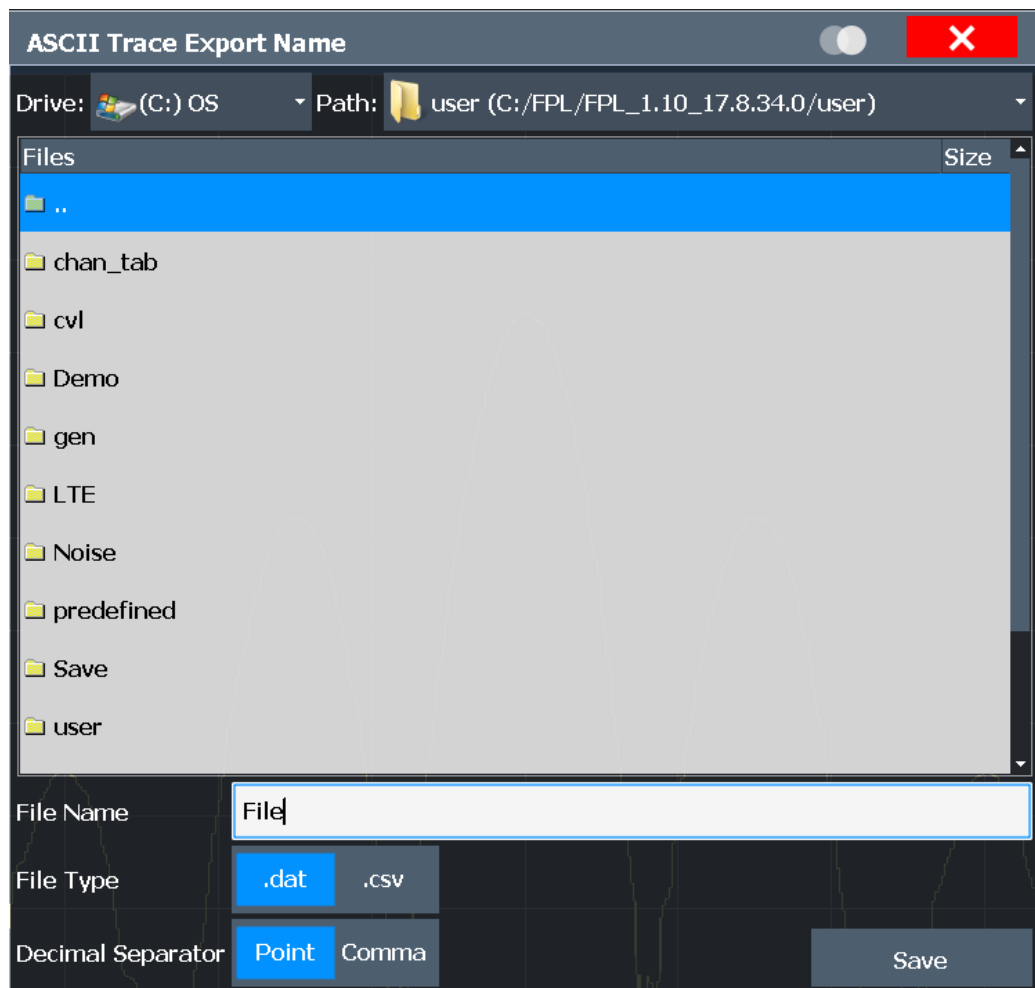 ASCII Trace Export Name
Drive: (C:) OS Path: user (C:/FPL/FPL_1.10_17.8.34.0/user)
Files Size
..
chan_tab
cvl
Demo
gen
LTE
Noise
predefined
Save
user
File Name File
File Type .dat .csv
Decimal Separator Point Comma Save